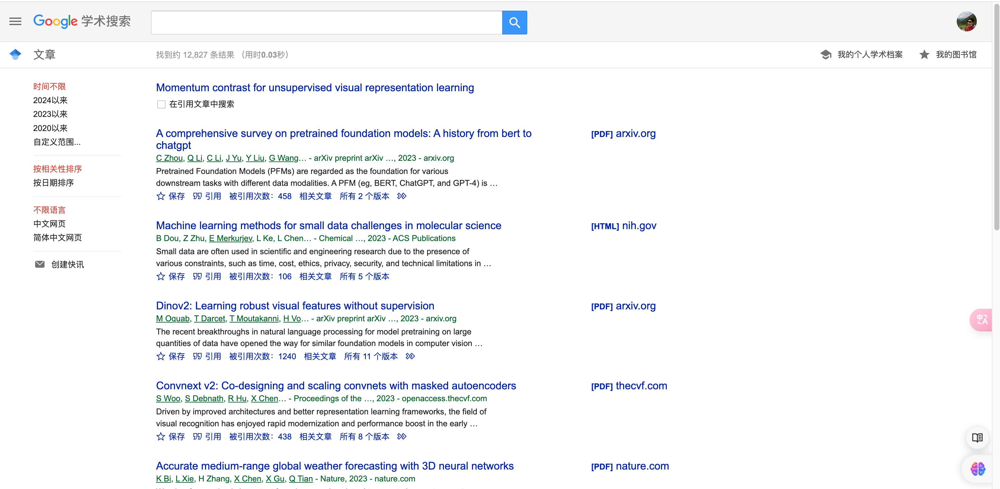 Google 学术搜索
文章
找到约 12,827 条结果 （用时0.03秒）
我的个人学术档案
我的图书馆
时间不限
2024以来
2023以来
2020以来
自定义范围...
按相关性排序
按日期排序
不限语言
中文网页
简体中文网页
创建快讯
Momentum contrast for unsupervised visual representation learning
在引用文章中搜索
A comprehensive survey on pretrained foundation models: A history from bert to
chatgpt
[PDF] arxiv.org
C Zhou, Q Li, C Li, J Yu, Y Liu, G Wang… - arXiv preprint arXiv …, 2023 - arxiv.org
Pretrained Foundation Models (PFMs) are regarded as the foundation for various
downstream tasks with different data modalities. A PFM (eg, BERT, ChatGPT, and GPT-4) is …
保存 引用 被引用次数：458 相关文章 所有 2 个版本
Machine learning methods for small data challenges in molecular science
[HTML] nih.gov
B Dou, Z Zhu, E Merkurjev, L Ke, L Chen… - Chemical …, 2023 - ACS Publications
Small data are often used in scientific and engineering research due to the presence of
various constraints, such as time, cost, ethics, privacy, security, and technical limitations in …
保存 引用 被引用次数：106 相关文章 所有 5 个版本
Dinov2: Learning robust visual features without supervision
[PDF] arxiv.org
M Oquab, T Darcet, T Moutakanni, H Vo… - arXiv preprint arXiv …, 2023 - arxiv.org
The recent breakthroughs in natural language processing for model pretraining on large
quantities of data have opened the way for similar foundation models in computer vision …
保存 引用 被引用次数：1240 相关文章 所有 11 个版本
Convnext v2: Co-designing and scaling convnets with masked autoencoders
[PDF] thecvf.com
S Woo, S Debnath, R Hu, X Chen… - Proceedings of the …, 2023 - openaccess.thecvf.com
Driven by improved architectures and better representation learning frameworks, the field of
visual recognition has enjoyed rapid modernization and performance boost in the early …
保存 引用 被引用次数：438 相关文章 所有 8 个版本
Accurate medium-range global weather forecasting with 3D neural networks
[PDF] nature.com
K Bi, L Xie, H Zhang, X Chen, X Gu, Q Tian - Nature, 2023 - nature.com
中A